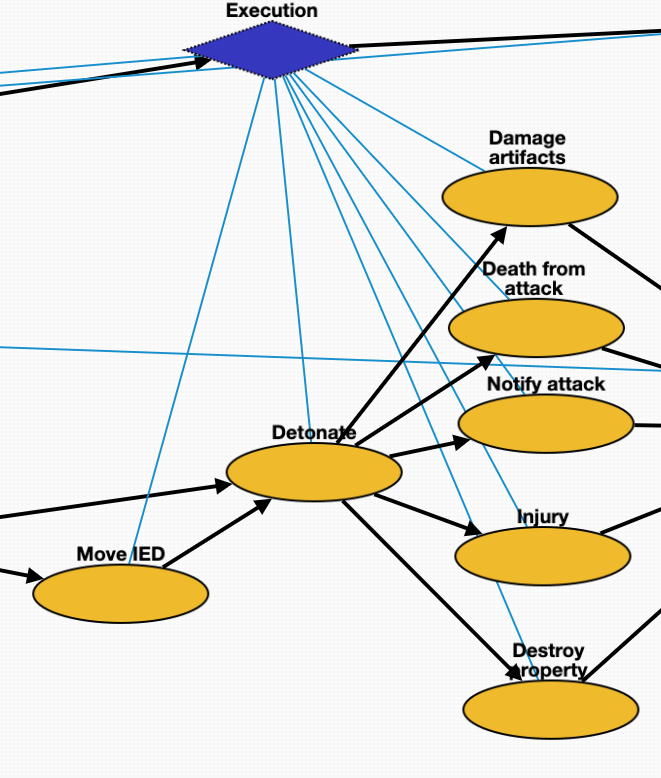 Execution
Damage
artifacts
Death from
attack
Notify attack
Detonate
Injury
Move IED
Destroy
property